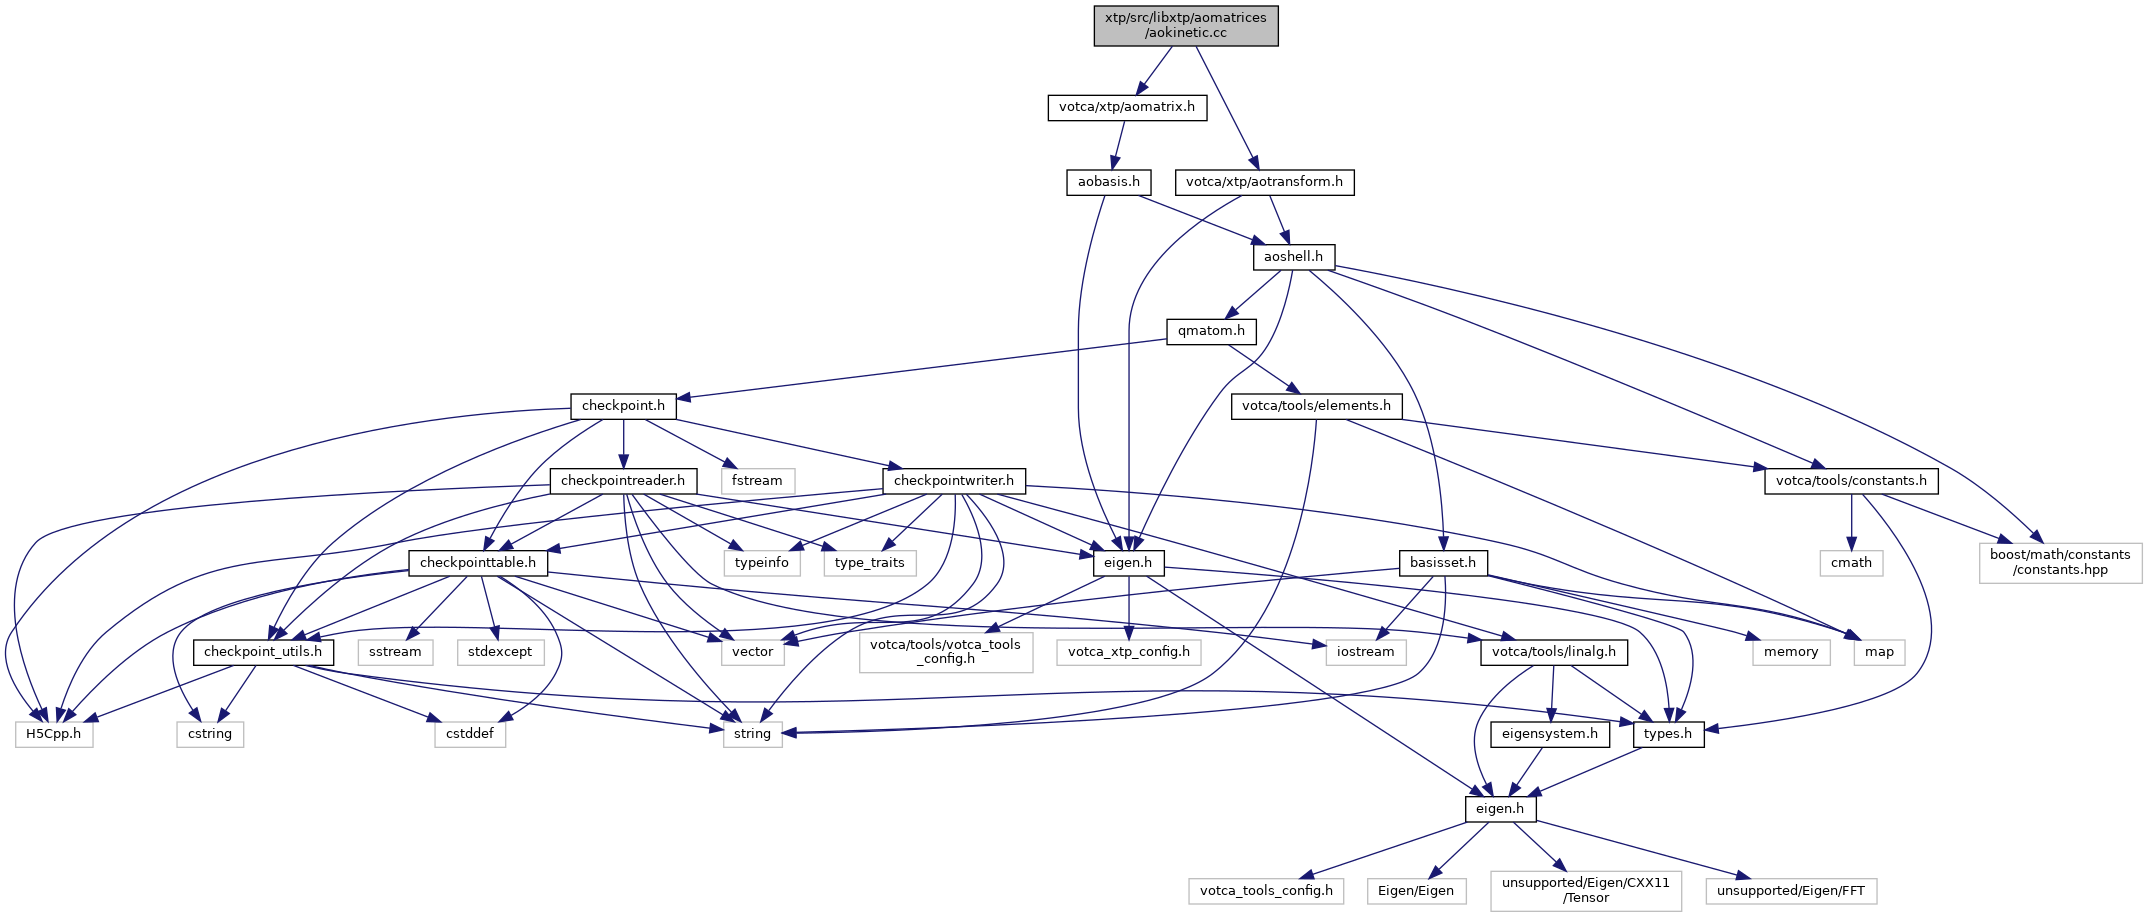 xtp/src/libxtp/aomatrices
/aokinetic.cc
votca/xtp/aomatrix.h
aobasis.h
votca/xtp/aotransform.h
aoshell.h
qmatom.h
checkpoint.h
votca/tools/elements.h
checkpointreader.h
fstream
checkpointwriter.h
votca/tools/constants.h
checkpointtable.h
typeinfo
type_traits
eigen.h
basisset.h
cmath
boost/math/constants
/constants.hpp
checkpoint_utils.h
sstream
stdexcept
vector
votca/tools/votca_tools
_config.h
votca_xtp_config.h
iostream
votca/tools/linalg.h
memory
map
H5Cpp.h
cstring
cstddef
string
eigensystem.h
types.h
eigen.h
votca_tools_config.h
Eigen/Eigen
unsupported/Eigen/CXX11
/Tensor
unsupported/Eigen/FFT